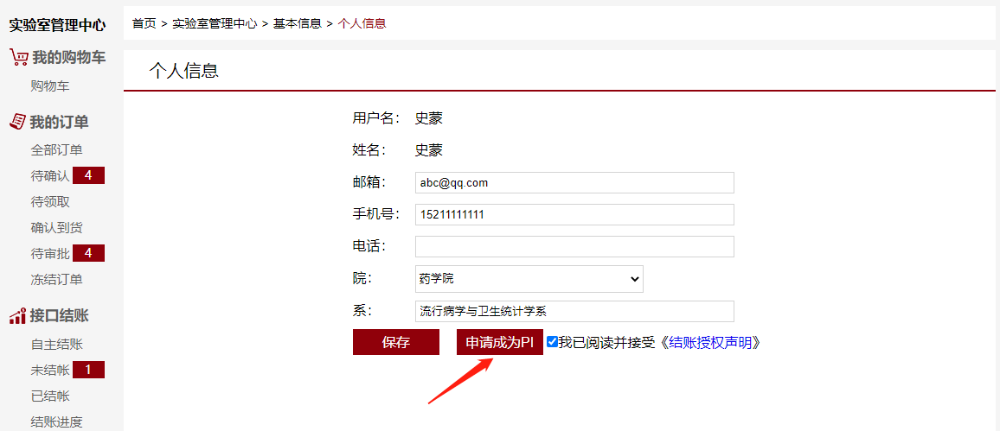 实验室管理中心
我的购物车
购物车
我的订单
全部订单
待确认 4
待领取
确认到货
待审批 4
冻结订单
接口结账
自主结账
未结帐 1
已结帐
结账进度
首页 > 实验室管理中心 > 基本信息 > 个人信息
个人信息
用户名: 史蒙
姓名: 史蒙
邮箱: abc@qq.com
手机号: 15211111111
电话:
院: 药学院
系: 流行病学与卫生统计学系
保存 申请成为PI 我已阅读并接受《结账授权声明》